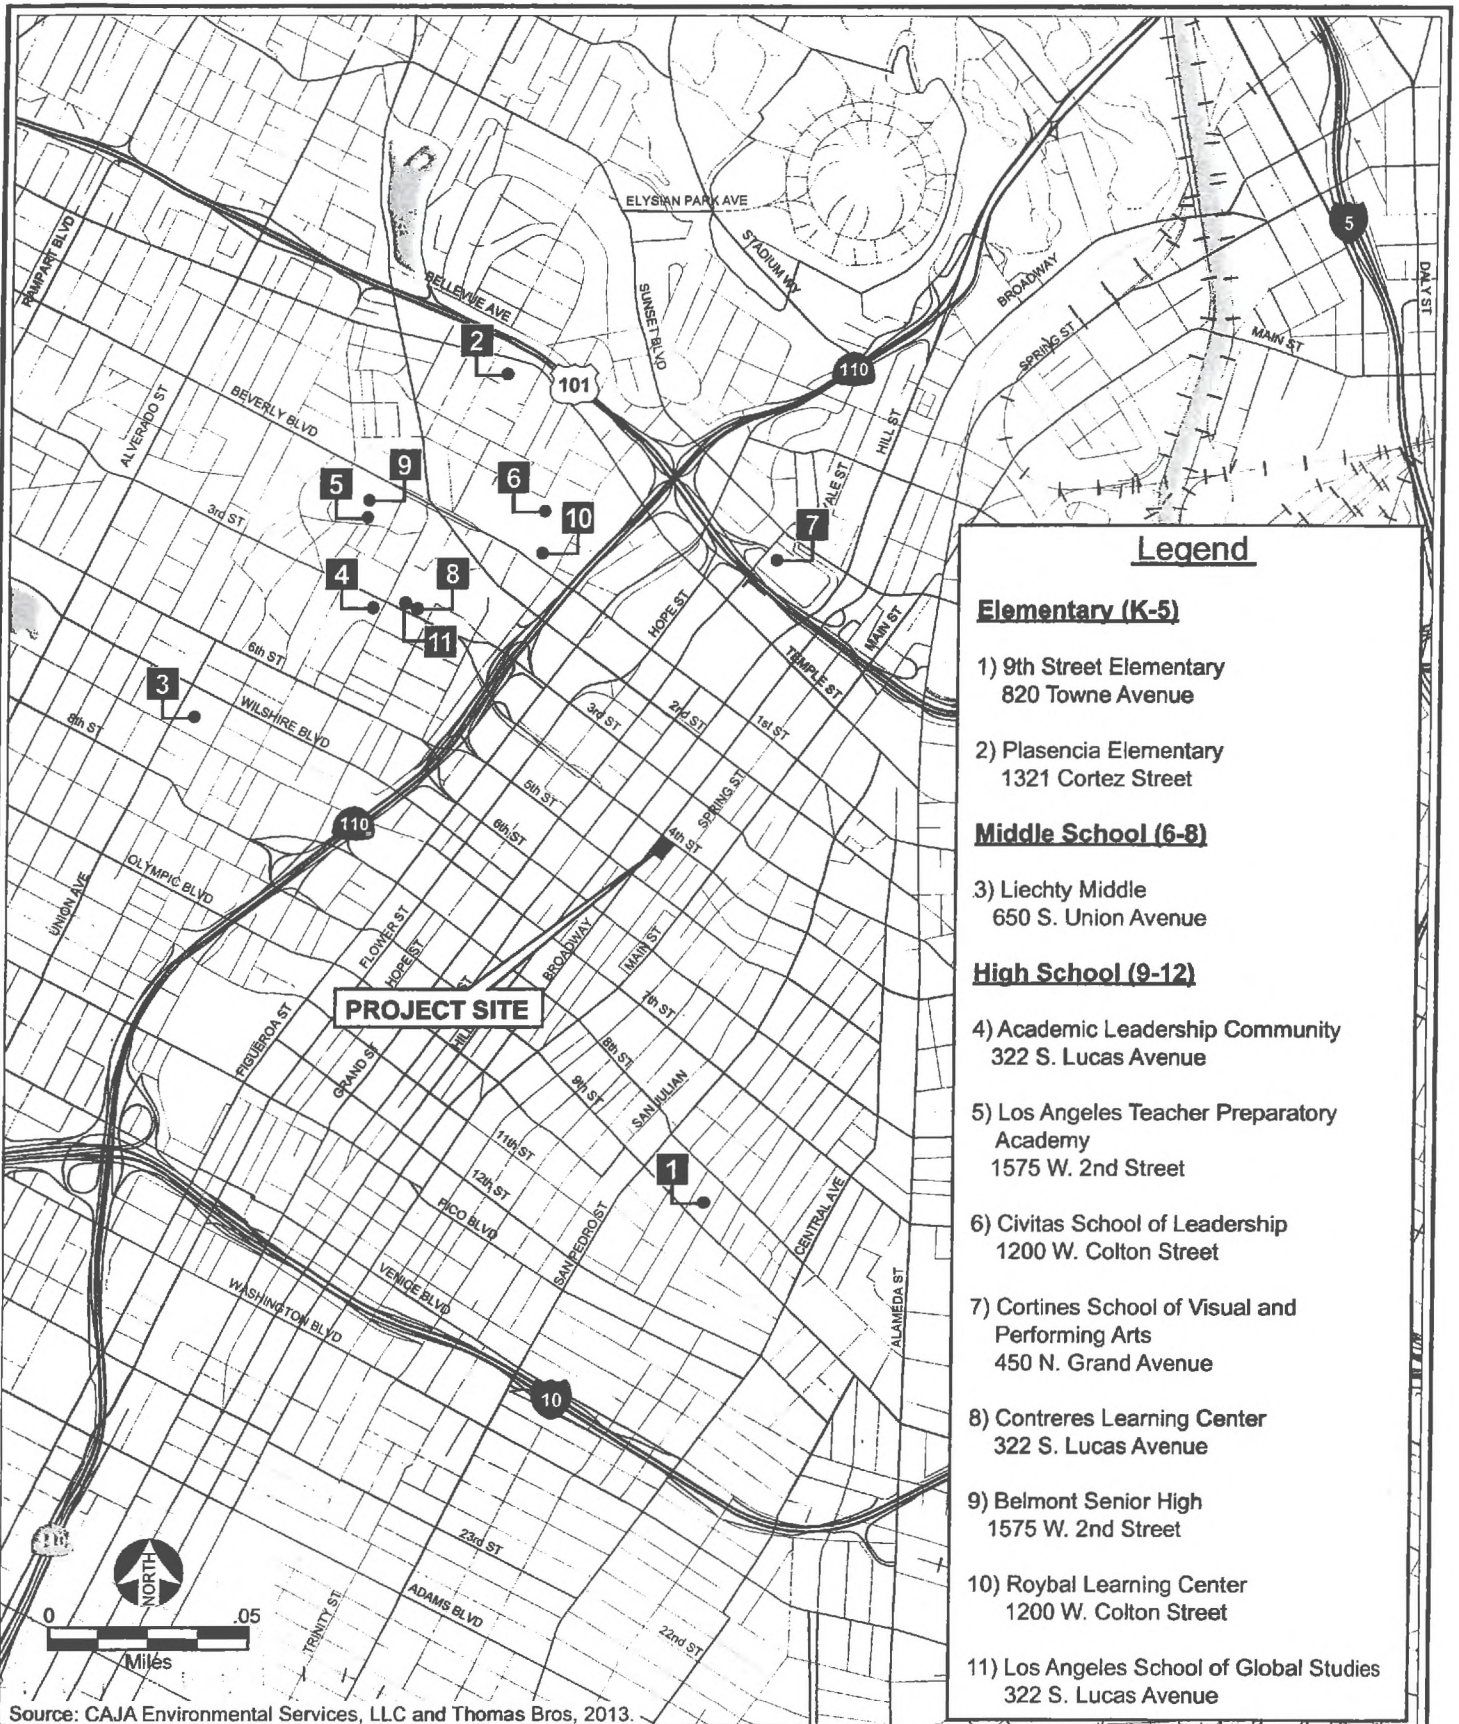 ELYSIAN PARK AVE
STADIUM WY
5
RAMPART BLVD
BELLEVUE AVE
SUNSET BLVD
BROADWAY
DALY ST
SPRING ST
MAIN ST
2
101
110
ALVERADO ST
BEVERLY BLVD
HILL ST
YALE ST
9
5
6
10
7
3rd ST
4
8
11
HOPE ST
MAIN ST
TEMPLE ST
6th ST
3
WILSHIRE BLVD
8th ST
3rd ST
2nd ST
1st ST
5th ST
SPRING ST
6th ST
4th ST
110
OLYMPIC BLVD
UNION AVE
FLOWER ST
HOPE ST
BROADWAY
MAIN ST
PROJECT SITE
ST
HILL
7th ST
FIGUEROA ST
GRAND ST
8th ST
9th ST
SAN JULIAN
11th ST
12th ST
1
PICO BLVD
SAN PEDRO ST
CENTRAL AVE
VENICE BLVD
WASHINGTON BLVD
ALAMEDA ST
10
23rd ST
ADAMS BLVD
TRINITY ST
22nd ST
NORTH
0 .05
Miles
Source: CAJA Environmental Services, LLC and Thomas Bros, 2013.
Legend
Elementary (K-5)
1) 9th Street Elementary
820 Towne Avenue
2) Plasencia Elementary
1321 Cortez Street
Middle School (6-8)
3) Liechty Middle
650 S. Union Avenue
High School (9-12)
4) Academic Leadership Community
322 S. Lucas Avenue
5) Los Angeles Teacher Preparatory
Academy
1575 W. 2nd Street
6) Civitas School of Leadership
1200 W. Colton Street
7) Cortines School of Visual and
Performing Arts
450 N. Grand Avenue
8) Contreres Learning Center
322 S. Lucas Avenue
9) Belmont Senior High
1575 W. 2nd Street
10) Roybal Learning Center
1200 W. Colton Street
11) Los Angeles School of Global Studies
322 S. Lucas Avenue